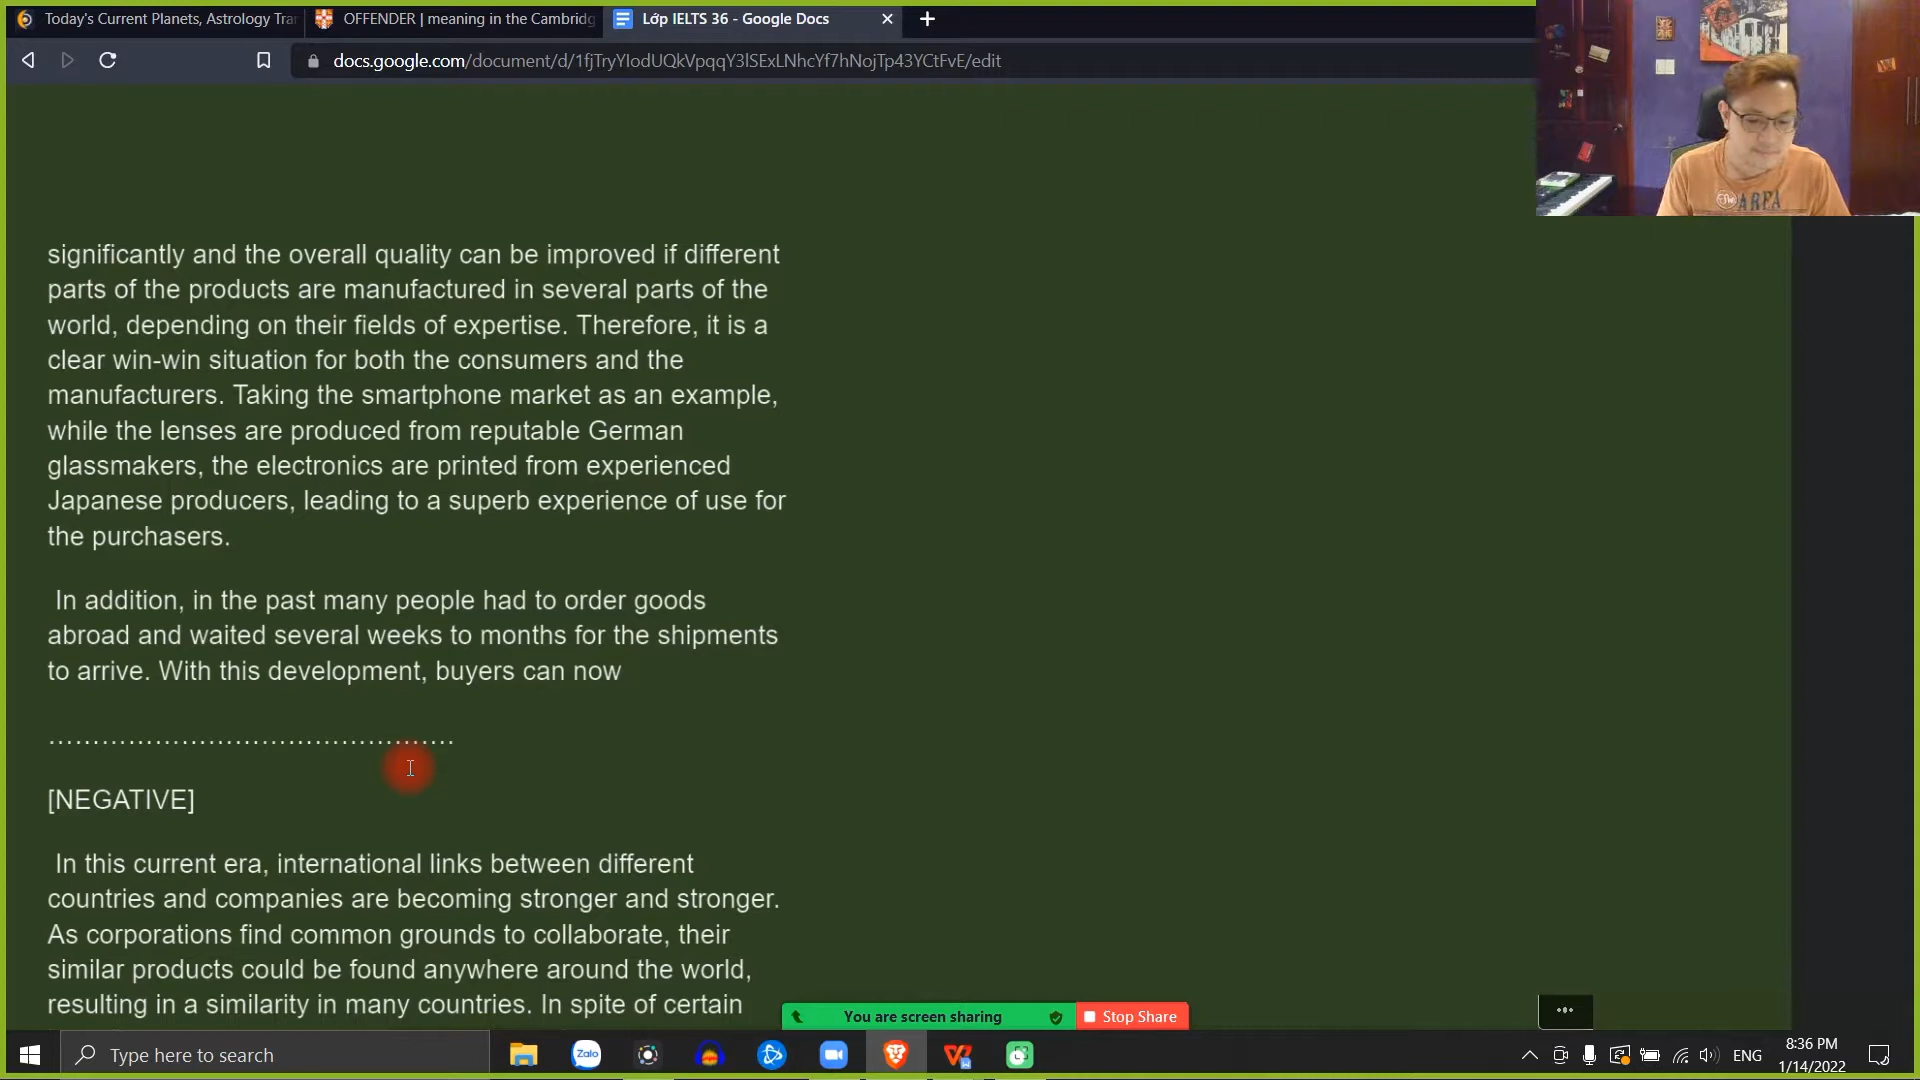 Today's Current Planets, Astrology Tra
OFFENDER | meaning in the Cambridg
Lớp IELTS 36 - Google Docs
docs.google.com/document/d/1fjTryYIodUQkVpqqY3lSExLNhcYf7hNojTp43YCtFvE/edit
AREA
significantly and the overall quality can be improved if different
parts of the products are manufactured in several parts of the
world, depending on their fields of expertise. Therefore, it is a
clear win-win situation for both the consumers and the
manufacturers. Taking the smartphone market as an example,
while the lenses are produced from reputable German
glassmakers, the electronics are printed from experienced
Japanese producers, leading to a superb experience of use for
the purchasers.
In addition, in the past many people had to order goods
abroad and waited several weeks to months for the shipments
to arrive. With this development, buyers can now
…………………………………………
[NEGATIVE]
In this current era, international links between different
countries and companies are becoming stronger and stronger.
As corporations find common grounds to collaborate, their
similar products could be found anywhere around the world,
resulting in a similarity in many countries. In spite of certain
You are screen sharing
Stop Share
Type here to search
Zalo
ENG
8:36 PM
1/14/2022